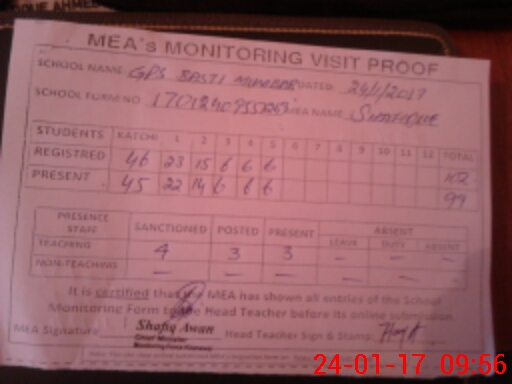 MEA's MONITORING VISIT PROOF
SCHOOL NAME GPS BASTI DATED 24/1/2017
SCHOOL FORM NO MEA NAME
STUDENTS KATCHI 1 2 3 4 5 6 7 8 9 10 11 12 TOTAL
REGISTRED 46 23 15 6 6 6 102
PRESENT 45 22 14 6 6 6 99
PRESENCE STAFF SANCTIONED POSTED PRESENT ABSENT
LEAVE DUTY ABSENT
TEACHING 4 3 3 – – –
NON-TEACHING – – – – – –
It is certified that the MEA has shown all entries of the School
Monitoring Form to the Head Teacher before its online submission.
MEA Signature Shafiq Awan Head Teacher Sign & Stamp
Chief Minister
Monitoring Force
24-01-17 09:56